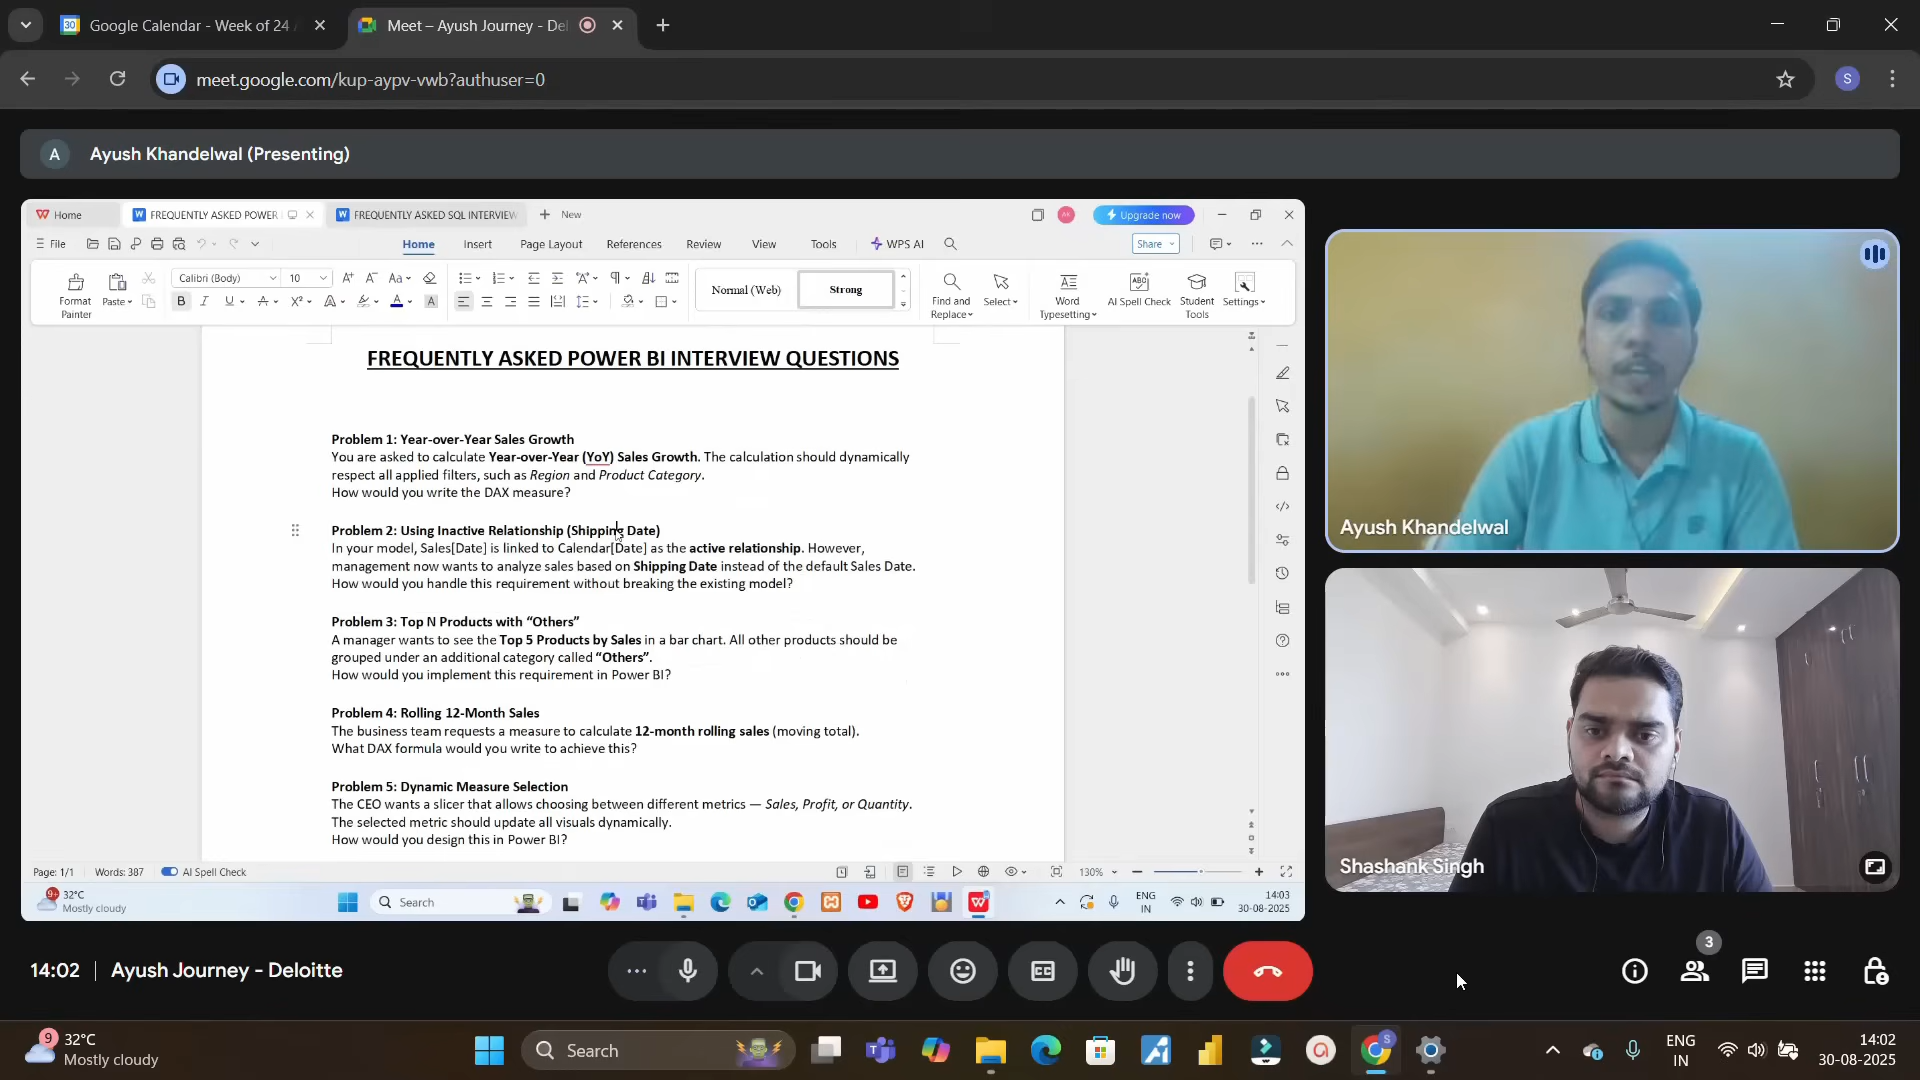 Google Calendar - Week of 24
Meet – Ayush Journey - Del
meet.google.com/kup-aypv-vwb?authuser=0
S
A
Ayush Khandelwal (Presenting)
Home
FREQUENTLY ASKED POWER
FREQUENTLY ASKED SQL INTERVIEW
New
Upgrade now
File
Home
Insert
Page Layout
References
Review
View
Tools
WPS AI
Share
Format Painter
Paste
Calibri (Body)
10
Normal (Web)
Strong
Find and Replace
Select
Word Typesetting
AI Spell Check
Student Tools
Settings
FREQUENTLY ASKED POWER BI INTERVIEW QUESTIONS
Problem 1: Year-over-Year Sales Growth
You are asked to calculate Year-over-Year (YoY) Sales Growth. The calculation should dynamically
respect all applied filters, such as Region and Product Category.
How would you write the DAX measure?
Problem 2: Using Inactive Relationship (Shipping Date)
In your model, Sales[Date] is linked to Calendar[Date] as the active relationship. However,
management now wants to analyze sales based on Shipping Date instead of the default Sales Date.
How would you handle this requirement without breaking the existing model?
Problem 3: Top N Products with “Others”
A manager wants to see the Top 5 Products by Sales in a bar chart. All other products should be
grouped under an additional category called “Others”.
How would you implement this requirement in Power BI?
Problem 4: Rolling 12-Month Sales
The business team requests a measure to calculate 12-month rolling sales (moving total).
What DAX formula would you write to achieve this?
Problem 5: Dynamic Measure Selection
The CEO wants a slicer that allows choosing between different metrics — Sales, Profit, or Quantity.
The selected metric should update all visuals dynamically.
How would you design this in Power BI?
Page: 1/1
Words: 387
AI Spell Check
130%
32°C
Mostly cloudy
Search
ENG
IN
14:03
30-08-2025
Ayush Khandelwal
Shashank Singh
14:02
Ayush Journey - Deloitte
3
9
32°C
Mostly cloudy
Search
ENG
IN
14:02
30-08-2025